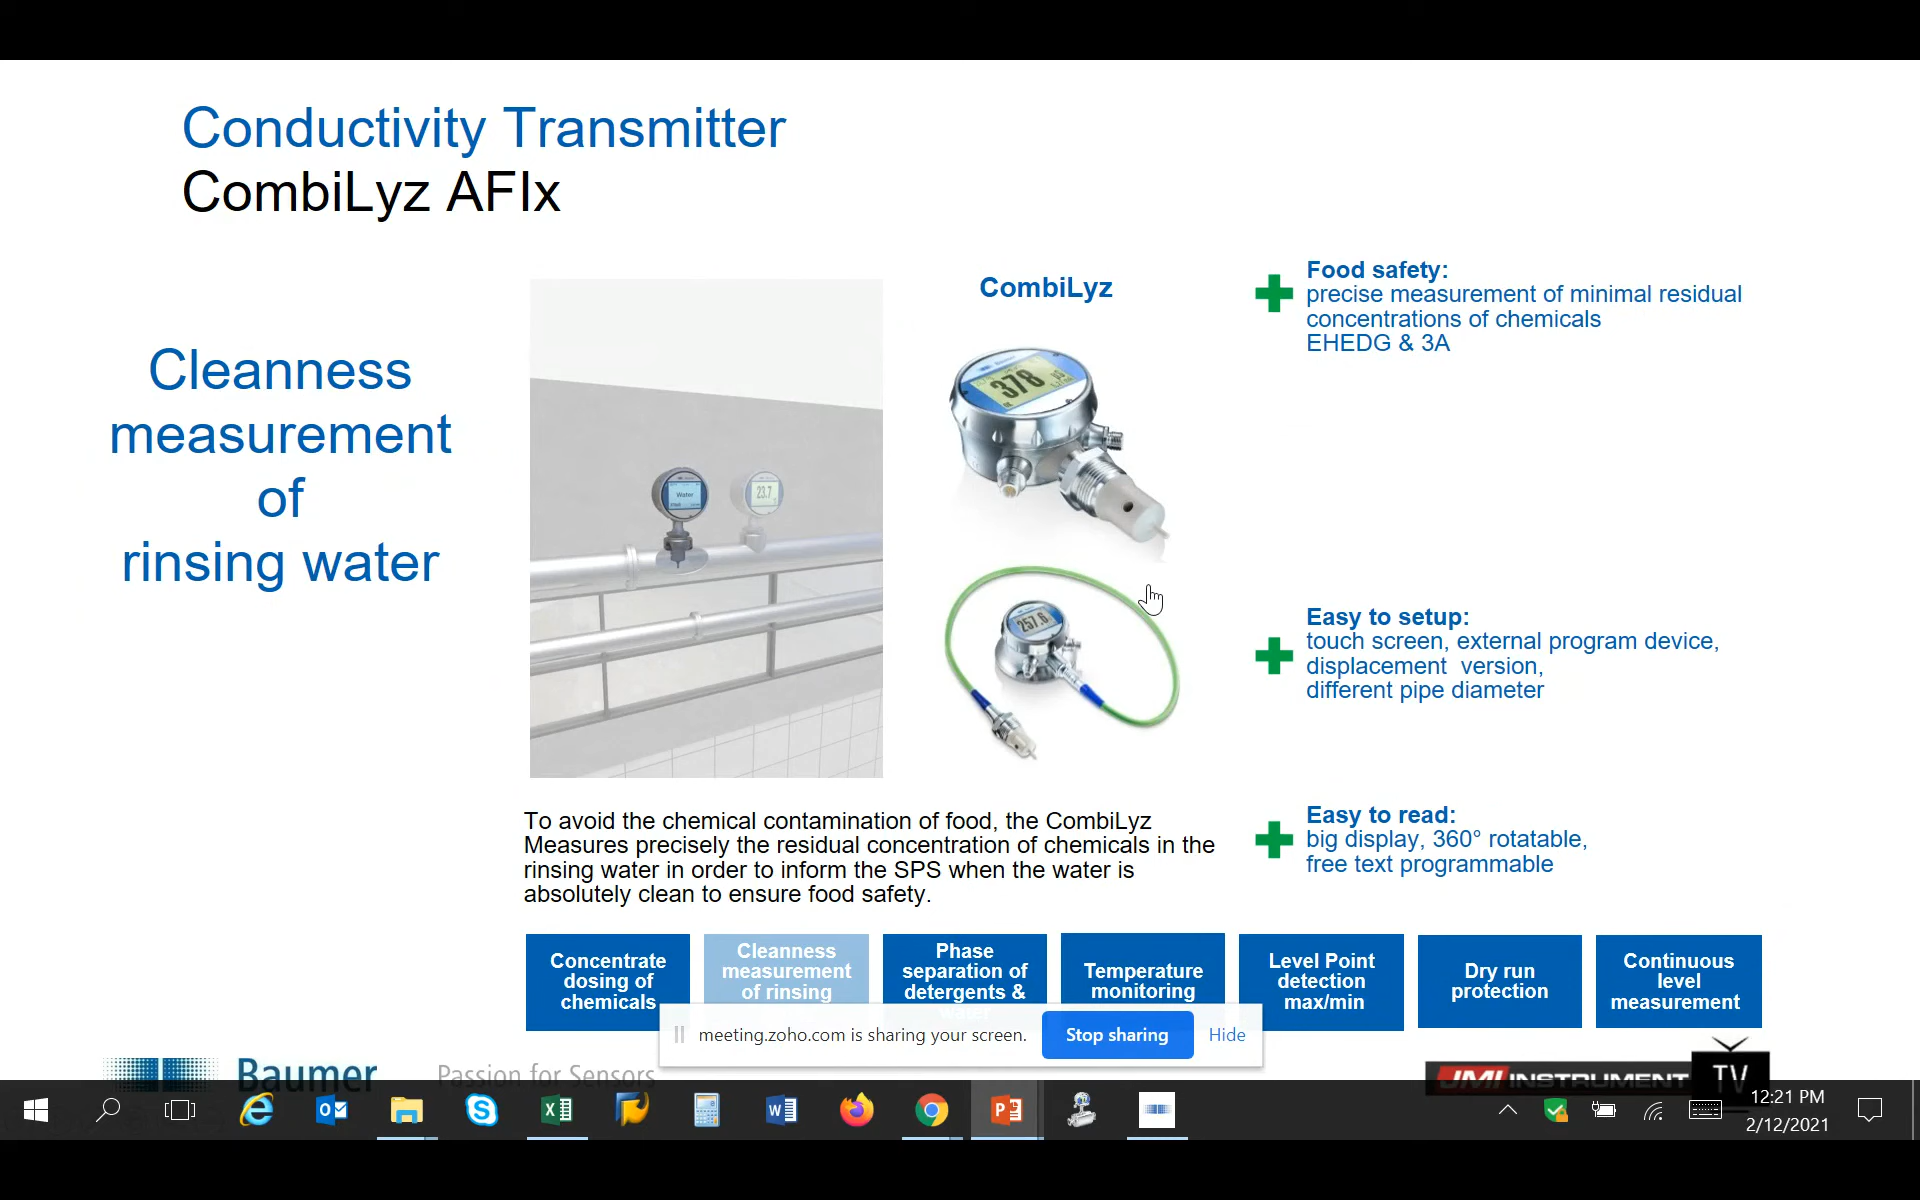 Conductivity Transmitter
CombiLyz AFIx
Cleanness
measurement
of
rinsing water
Water
23.7
CombiLyz
378
257.6
Food safety:
precise measurement of minimal residual
concentrations of chemicals
EHEDG & 3A
Easy to setup:
touch screen, external program device,
displacement version,
different pipe diameter
Easy to read:
big display, 360° rotatable,
free text programmable
To avoid the chemical contamination of food, the CombiLyz
Measures precisely the residual concentration of chemicals in the
rinsing water in order to inform the SPS when the water is
absolutely clean to ensure food safety.
Concentrate
dosing of
chemicals
Cleanness
measurement
of rinsing
Phase
separation of
detergents &
water
Temperature
monitoring
Level Point
detection
max/min
Dry run
protection
Continuous
level
measurement
meeting.zoho.com is sharing your screen.
Stop sharing
Hide
Baumer
Passion for Sensors
JMI INSTRUMENT
TV
12:21 PM
2/12/2021